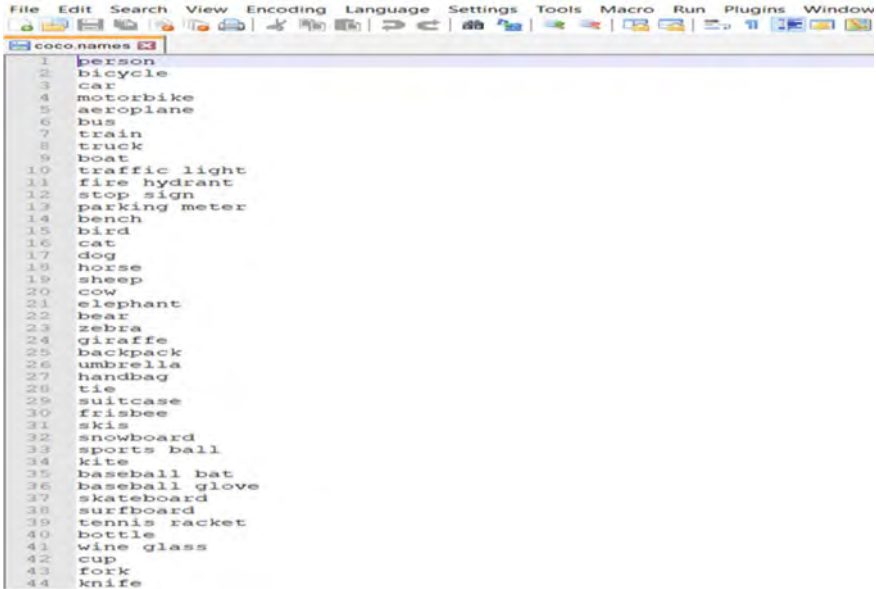 File Edit Search View Encoding Language Settings Tools Macro Run Plugins Window
coco.names
1 person
2 bicycle
3 car
4 motorbike
5 aeroplane
6 bus
7 train
8 truck
9 boat
10 traffic light
11 fire hydrant
12 stop sign
13 parking meter
14 bench
15 bird
16 cat
17 dog
18 horse
19 sheep
20 cow
21 elephant
22 bear
23 zebra
24 giraffe
25 backpack
26 umbrella
27 handbag
28 tie
29 suitcase
30 frisbee
31 skis
32 snowboard
33 sports ball
34 kite
35 baseball bat
36 baseball glove
37 skateboard
38 surfboard
39 tennis racket
40 bottle
41 wine glass
42 cup
43 fork
44 knife